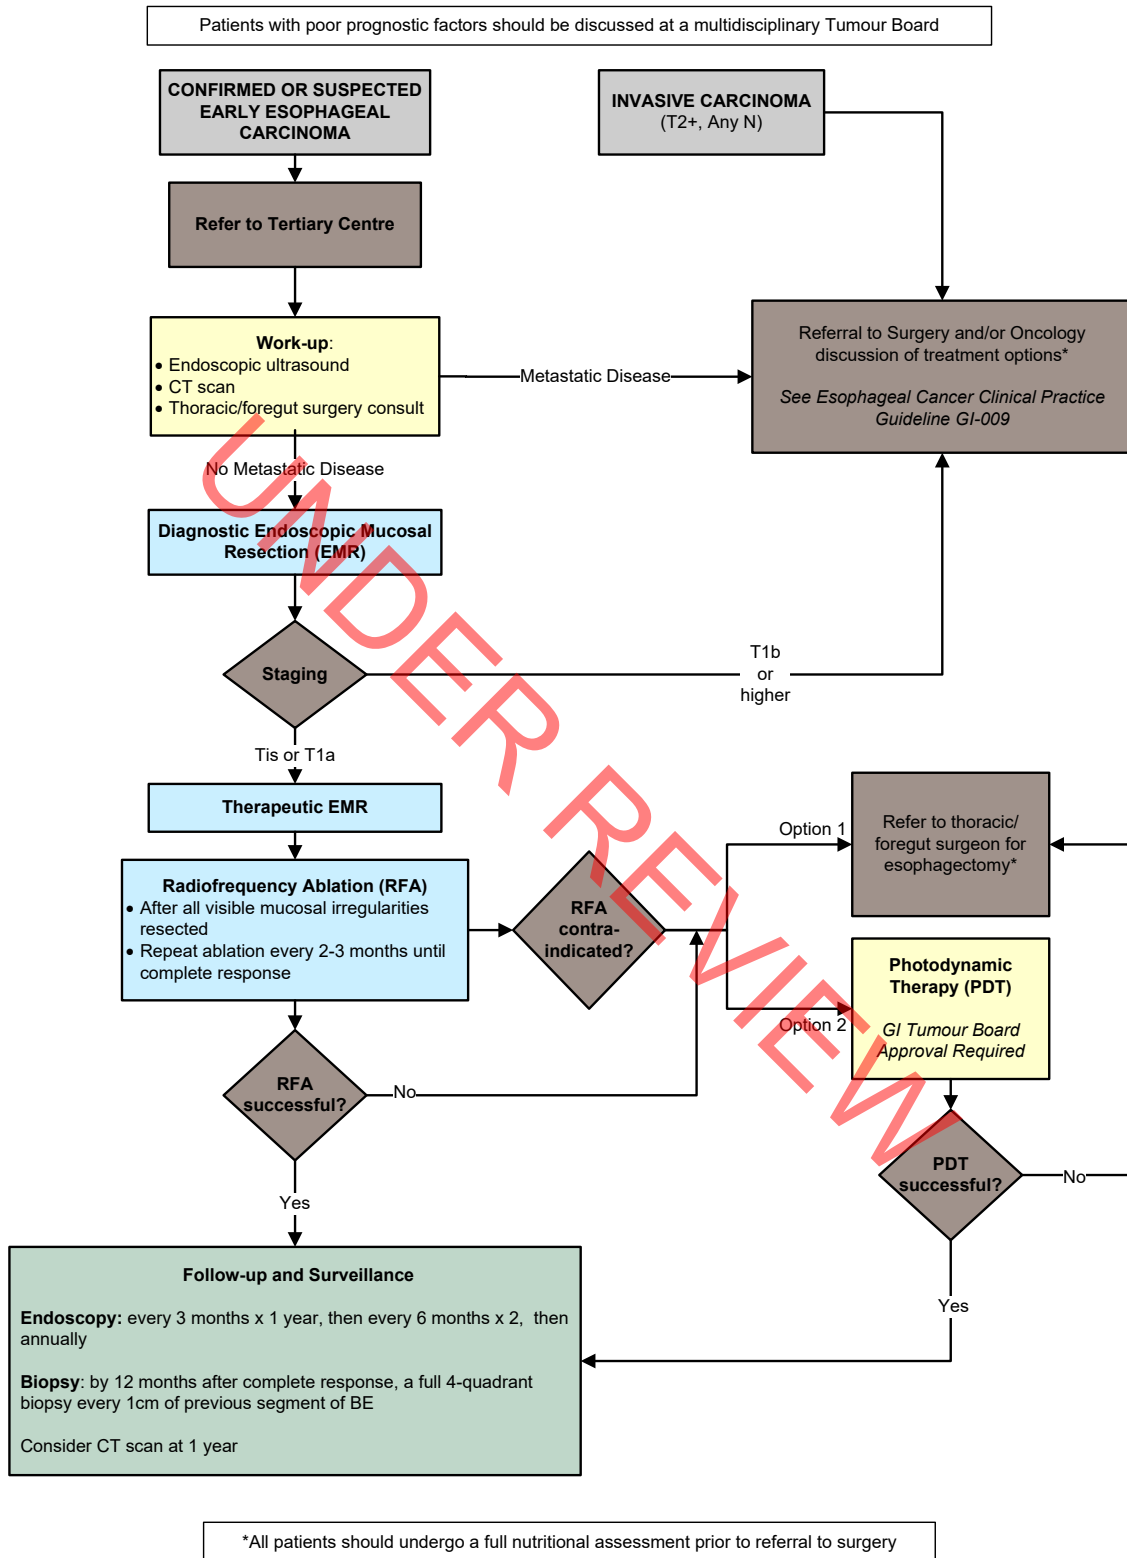 Patients with poor prognostic factors should be discussed at a multidisciplinary Tumour Board
CONFIRMED OR SUSPECTED
EARLY ESOPHAGEAL
CARCINOMA
INVASIVE CARCINOMA
(T2+, Any N)
Refer to Tertiary Centre
Work-up:
• Endoscopic ultrasound
• CT scan
• Thoracic/foregut surgery consult
Metastatic Disease
Referral to Surgery and/or Oncology
discussion of treatment options*
See Esophageal Cancer Clinical Practice
Guideline GI-009
No Metastatic Disease
Diagnostic Endoscopic Mucosal
Resection (EMR)
Staging
T1b
or
higher
Tis or T1a
Therapeutic EMR
Radiofrequency Ablation (RFA)
• After all visible mucosal irregularities
resected
• Repeat ablation every 2-3 months until
complete response
RFA
contra-
indicated?
Option 1
Refer to thoracic/
foregut surgeon for
esophagectomy*
Option 2
Photodynamic
Therapy (PDT)
GI Tumour Board
Approval Required
RFA
successful?
No
Yes
PDT
successful?
No
Yes
Follow-up and Surveillance
Endoscopy: every 3 months x 1 year, then every 6 months x 2, then
annually
Biopsy: by 12 months after complete response, a full 4-quadrant
biopsy every 1cm of previous segment of BE
Consider CT scan at 1 year
*All patients should undergo a full nutritional assessment prior to referral to surgery
UNDER REVIEW